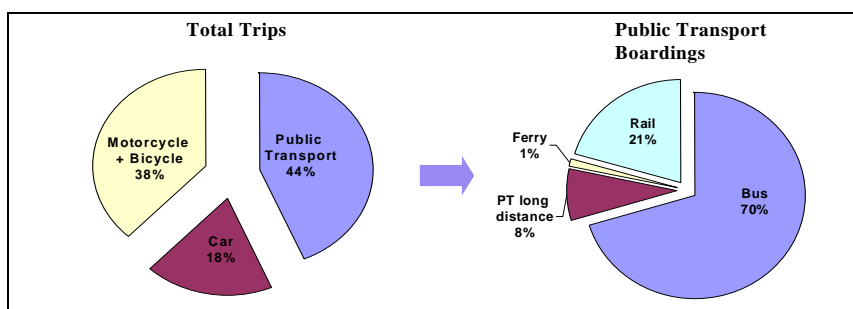 Total Trips
Motorcycle
+ Bicycle
38%
Public
Transport
44%
Car
18%
Public Transport
Boardings
Rail
21%
Ferry
1%
PT long
distance
8%
Bus
70%